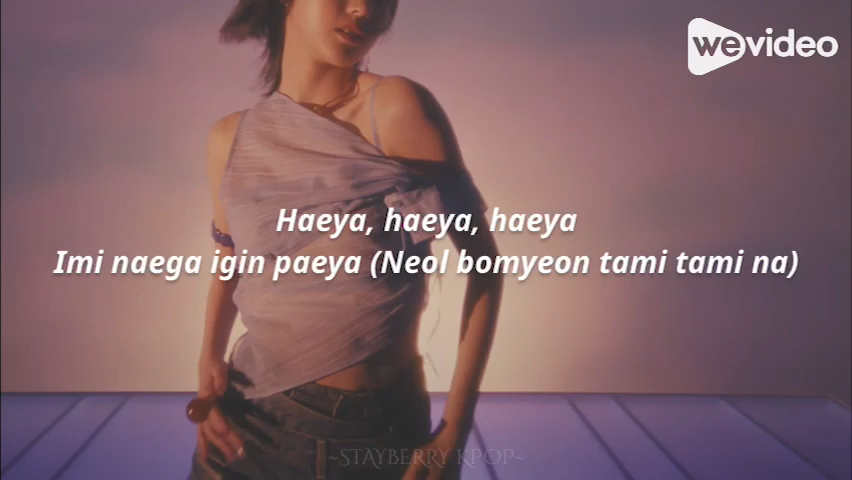 wevideo
Haeya, haeya, haeya
Imi naega igin paeya (Neol bomyeon tami tami na)
~STAYBERRY KPOP~